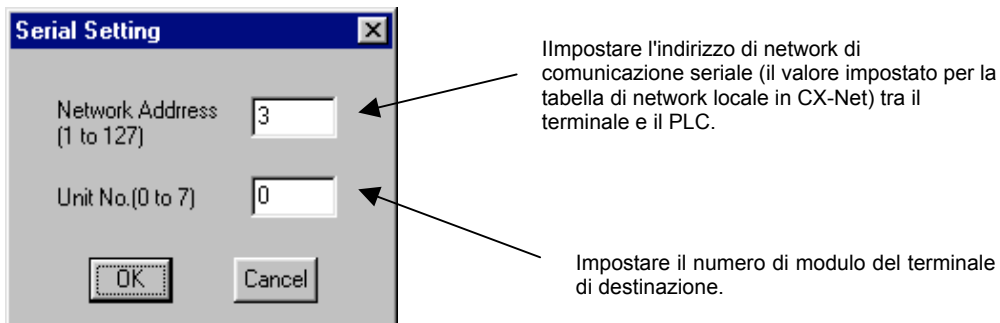 Serial Setting
Network Addrress
(1 to 127)
3
Unit No.(0 to 7)
0
OK
Cancel
IImpostare l'indirizzo di network di
comunicazione seriale (il valore impostato per la
tabella di network locale in CX-Net) tra il
terminale e il PLC.
Impostare il numero di modulo del terminale
di destinazione.